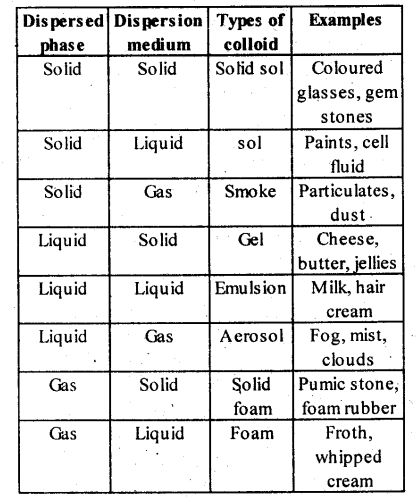 Dispersed phase | Dispersion medium | Types of colloid | Examples
Solid | Solid | Solid sol | Coloured glasses, gem stones
Solid | Liquid | sol | Paints, cell fluid
Solid | Gas | Smoke | Particulates, dust
Liquid | Solid | Gel | Cheese, butter, jellies
Liquid | Liquid | Emulsion | Milk, hair cream
Liquid | Gas | Aerosol | Fog, mist, clouds
Gas | Solid | Solid foam | Pumic stone, foam rubber
Gas | Liquid | Foam | Froth, whipped cream